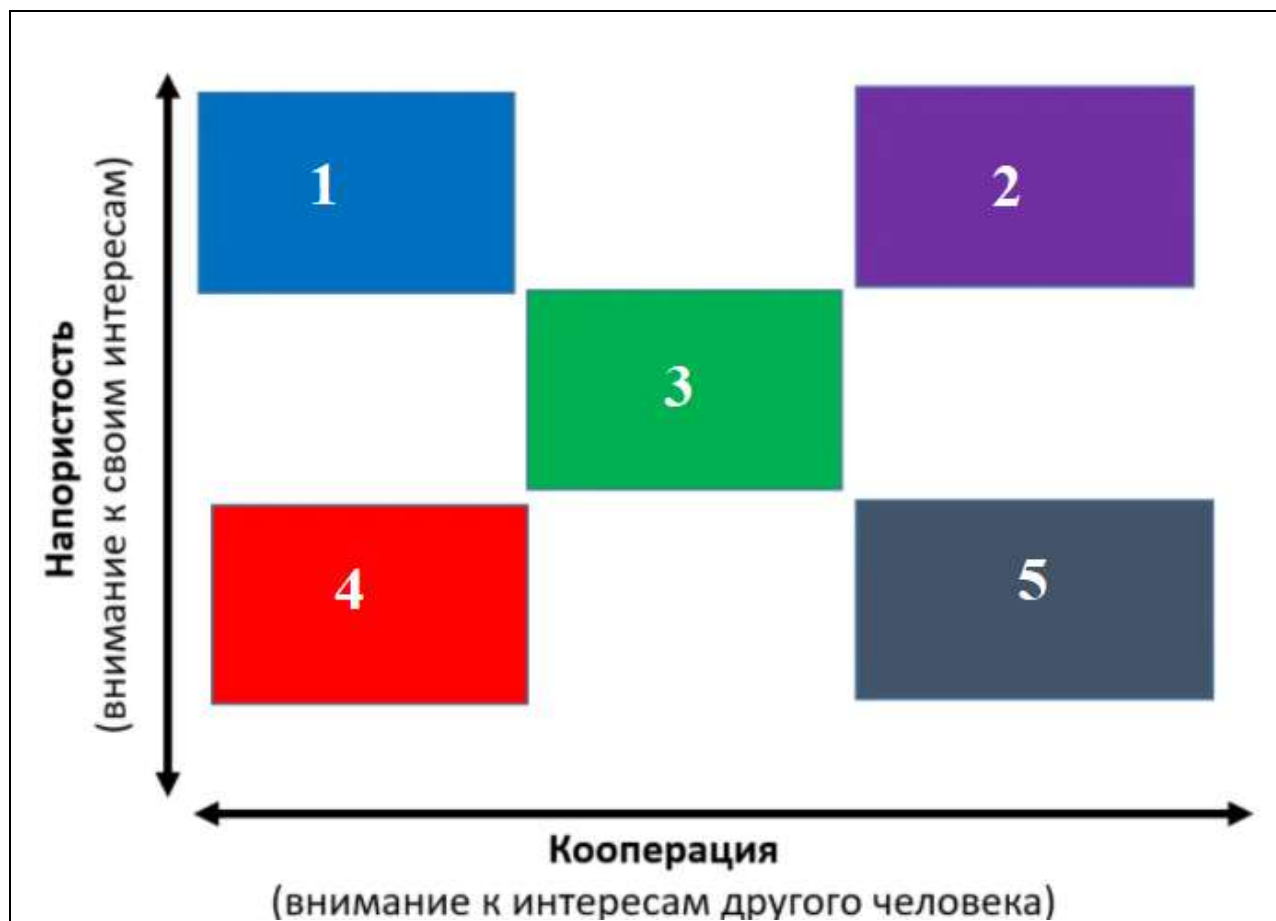 Напористость
(внимание к своим интересам)
1
2
3
4
5
Кооперация
(внимание к интересам другого человека)